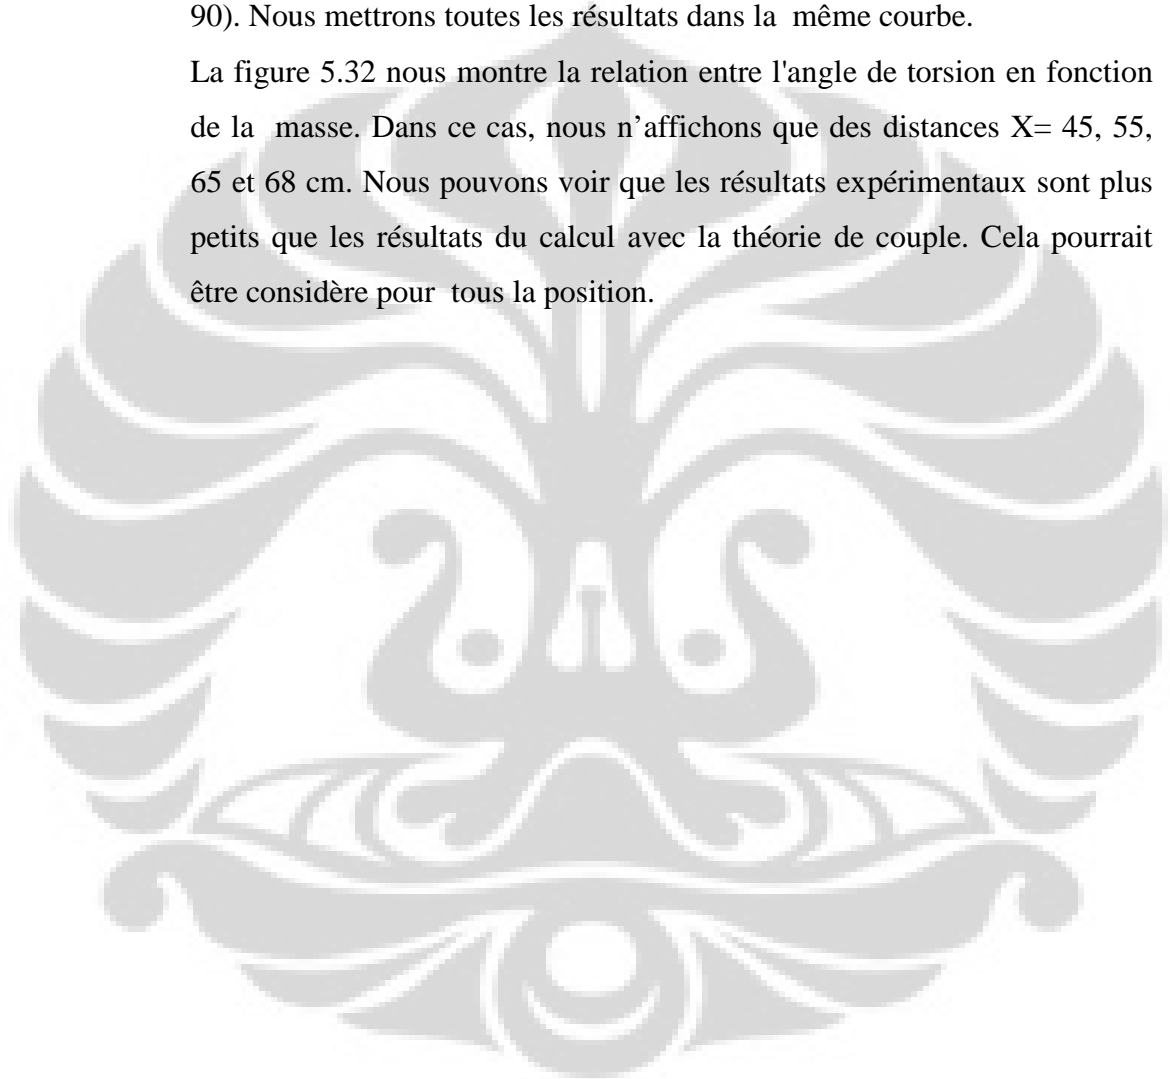 90). Nous mettrons toutes les résultats dans la  même courbe.
La figure 5.32 nous montre la relation entre l'angle de torsion en fonction
de la  masse. Dans ce cas, nous n’affichons que des distances X= 45, 55,
65 et 68 cm. Nous pouvons voir que les résultats expérimentaux sont plus
petits que les résultats du calcul avec la théorie de couple. Cela pourrait
être considère pour  tous la position.